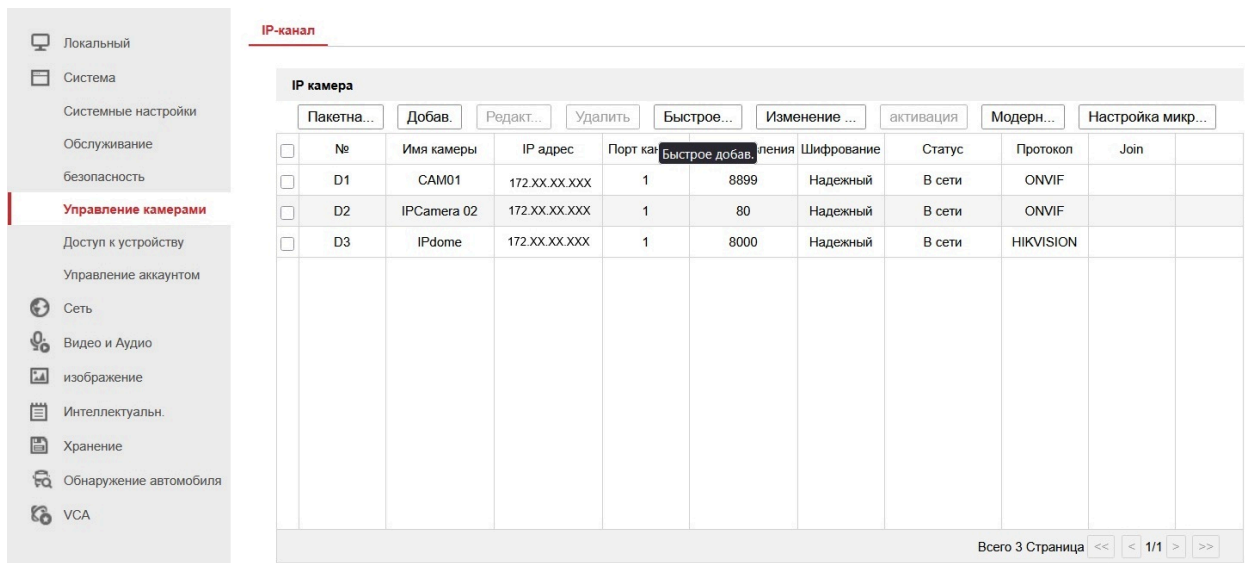 IP-канал
Локальный
Система
Системные настройки
Обслуживание
безопасность
Управление камерами
Доступ к устройству
Управление аккаунтом
Сеть
Видео и Аудио
изображение
Интеллектуальн.
Хранение
Обнаружение автомобиля
VCA
IP камера
Пакетна... Добав. Редакт... Удалить Быстрое... Изменение ... активация Модерн... Настройка микр...
№ Имя камеры IP адрес Порт кан ления Шифрование Статус Протокол Join
Быстрое добав.
D1 CAM01 172.XX.XX.XXX 1 8899 Надежный В сети ONVIF
D2 IPCamera 02 172.XX.XX.XXX 1 80 Надежный В сети ONVIF
D3 IPdome 172.XX.XX.XXX 1 8000 Надежный В сети HIKVISION
Всего 3 Страница << < 1/1 > >>